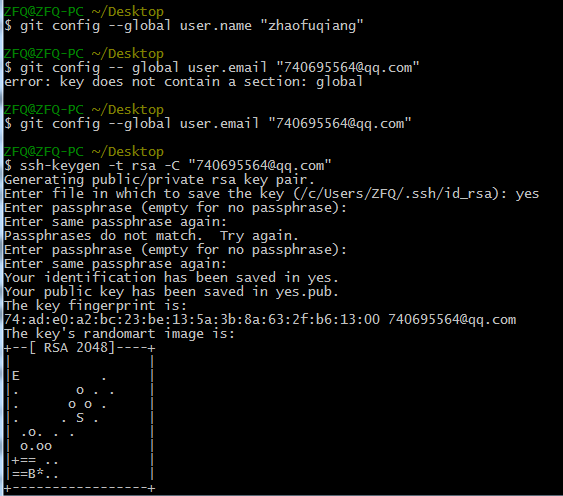 ZFQ@ZFQ-PC ~/Desktop
$ git config --global user.name "zhaofuqiang"
ZFQ@ZFQ-PC ~/Desktop
$ git config -- global user.email "740695564@qq.com"
error: key does not contain a section: global
ZFQ@ZFQ-PC ~/Desktop
$ git config --global user.email "740695564@qq.com"
ZFQ@ZFQ-PC ~/Desktop
$ ssh-keygen -t rsa -C "740695564@qq.com"
Generating public/private rsa key pair.
Enter file in which to save the key (/c/Users/ZFQ/.ssh/id_rsa): yes
Enter passphrase (empty for no passphrase):
Enter same passphrase again:
Passphrases do not match.  Try again.
Enter passphrase (empty for no passphrase):
Enter same passphrase again:
Your identification has been saved in yes.
Your public key has been saved in yes.pub.
The key fingerprint is:
74:ad:e0:a2:bc:23:be:13:5a:3b:8a:63:2f:b6:13:00 740695564@qq.com
The key's randomart image is:
+--[ RSA 2048]----+
|                 |
|E          .     |
|.       o . .    |
|.      o o .     |
|.     . S .      |
| .o. . .         |
| o.oo            |
|+== ..           |
|==B*..           |
+-----------------+